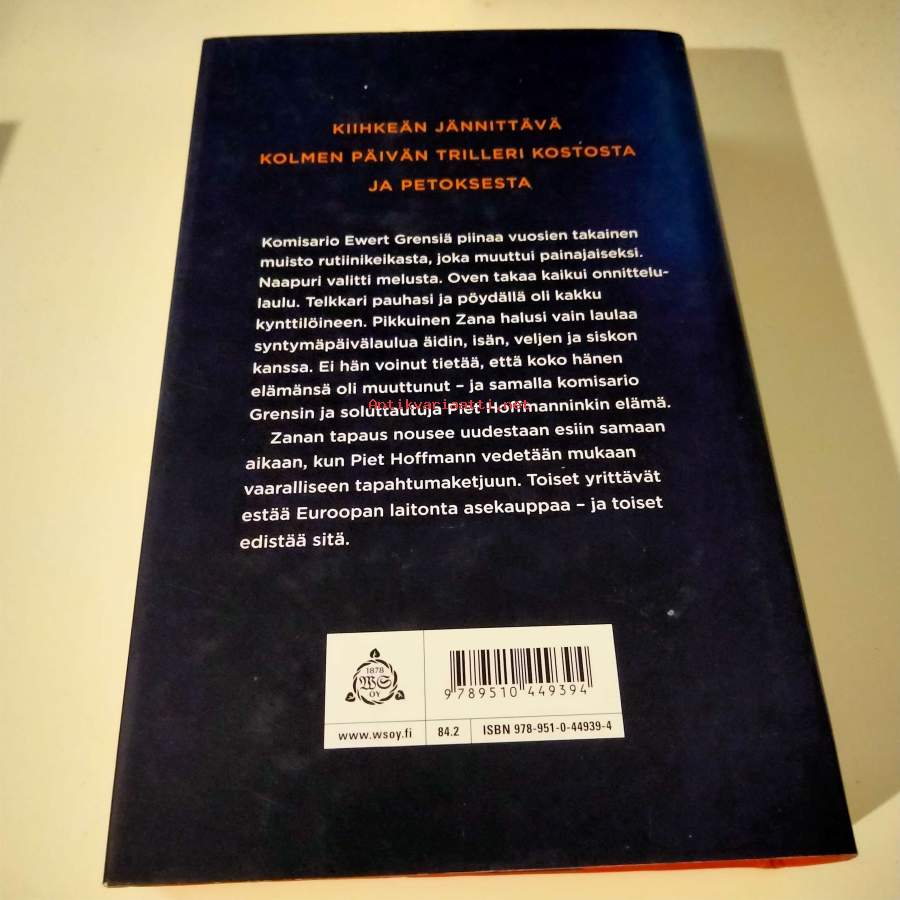 KIIHKEÄN JÄNNITTÄVÄ
KOLMEN PÄIVÄN TRILLERI KOSTOSTA
JA PETOKSESTA
Komisario Ewert Grensiä piinaa vuosien takainen
muisto rutiinikeikasta, joka muuttui painajaiseksi.
Naapuri valitti melusta. Oven takaa kaikui onnittelu-
laulu. Telkkari pauhasi ja pöydällä oli kakku
kynttilöineen. Pikkuinen Zana halusi vain laulaa
syntymäpäivälaulua äidin, isän, veljen ja siskon
kanssa. Ei hän voinut tietää, että koko hänen
elämänsä oli muuttunut – ja samalla komisario
Antikvariaatti.net
Grensin ja soluttautuja Piet Hoffmanninkin elämä.
Zanan tapaus nousee uudestaan esiin samaan
aikaan, kun Piet Hoffmann vedetään mukaan
vaaralliseen tapahtumaketjuun. Toiset yrittävät
estää Euroopan laitonta asekauppaa – ja toiset
edistää sitä.
1878
WS
OY
9 789510 449394
www.wsoy.fi
84.2
ISBN 978-951-0-44939-4